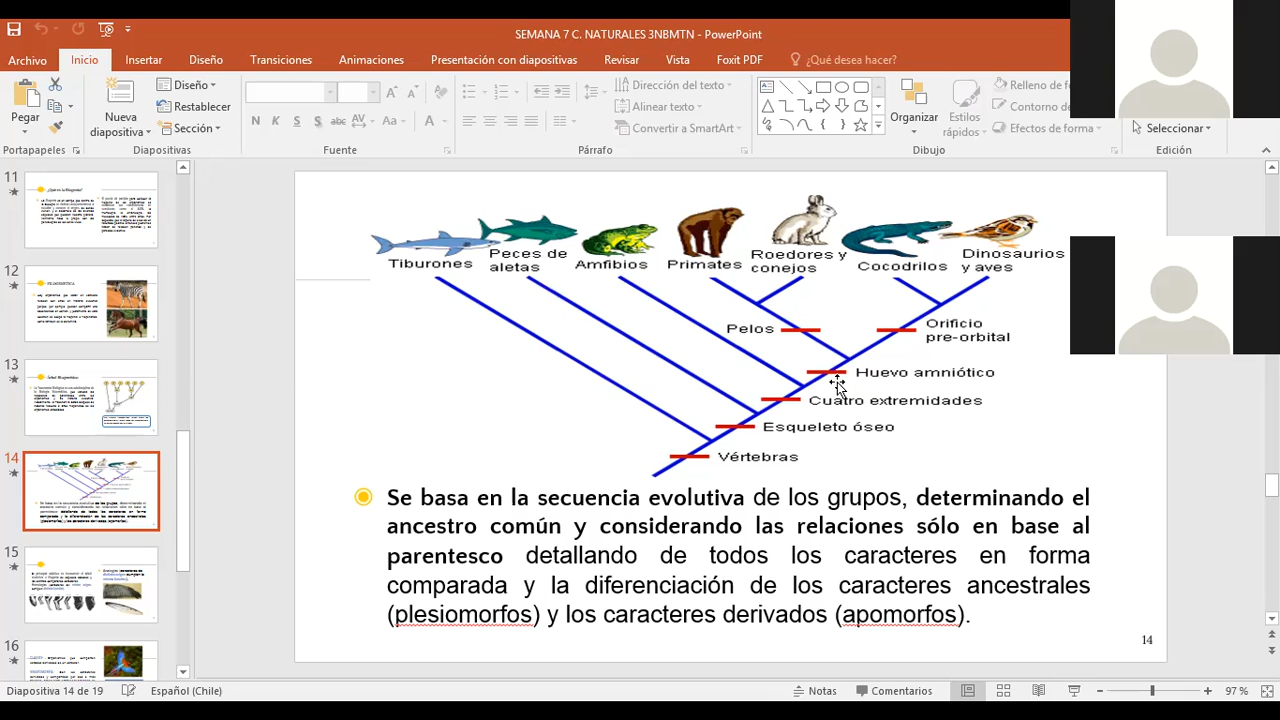 SEMANA 7 C. NATURALES 3NBMTN - PowerPoint
Archivo Inicio Insertar Diseño Transiciones Animaciones Presentación con diapositivas Revisar Vista Foxit PDF ¿Qué desea hacer?
Pegar
Nueva diapositiva
Diseño
Restablecer
Sección
N K S S abc AV Aa A
Dirección del texto
Alinear texto
Convertir a SmartArt
Organizar
Estilos rápidos
Relleno de f
Contorno de
Efectos de forma
Seleccionar
Portapapeles Diapositivas Fuente Párrafo Dibujo Edición
11
12
13
14
15
16
Tiburones
Peces de
aletas
Amfibios
Primates
Roedores y
conejos
Cocodrilos
Dinosaurios
y aves
Pelos
Orificio
pre-orbital
Huevo amniótico
Cuatro extremidades
Esqueleto óseo
Vértebras
Se basa en la secuencia evolutiva de los grupos, determinando el
ancestro común y considerando las relaciones sólo en base al
parentesco detallando de todos los caracteres en forma
comparada y la diferenciación de los caracteres ancestrales
(plesiomorfos) y los caracteres derivados (apomorfos).
14
Diapositiva 14 de 19 Español (Chile) Notas Comentarios 97 %